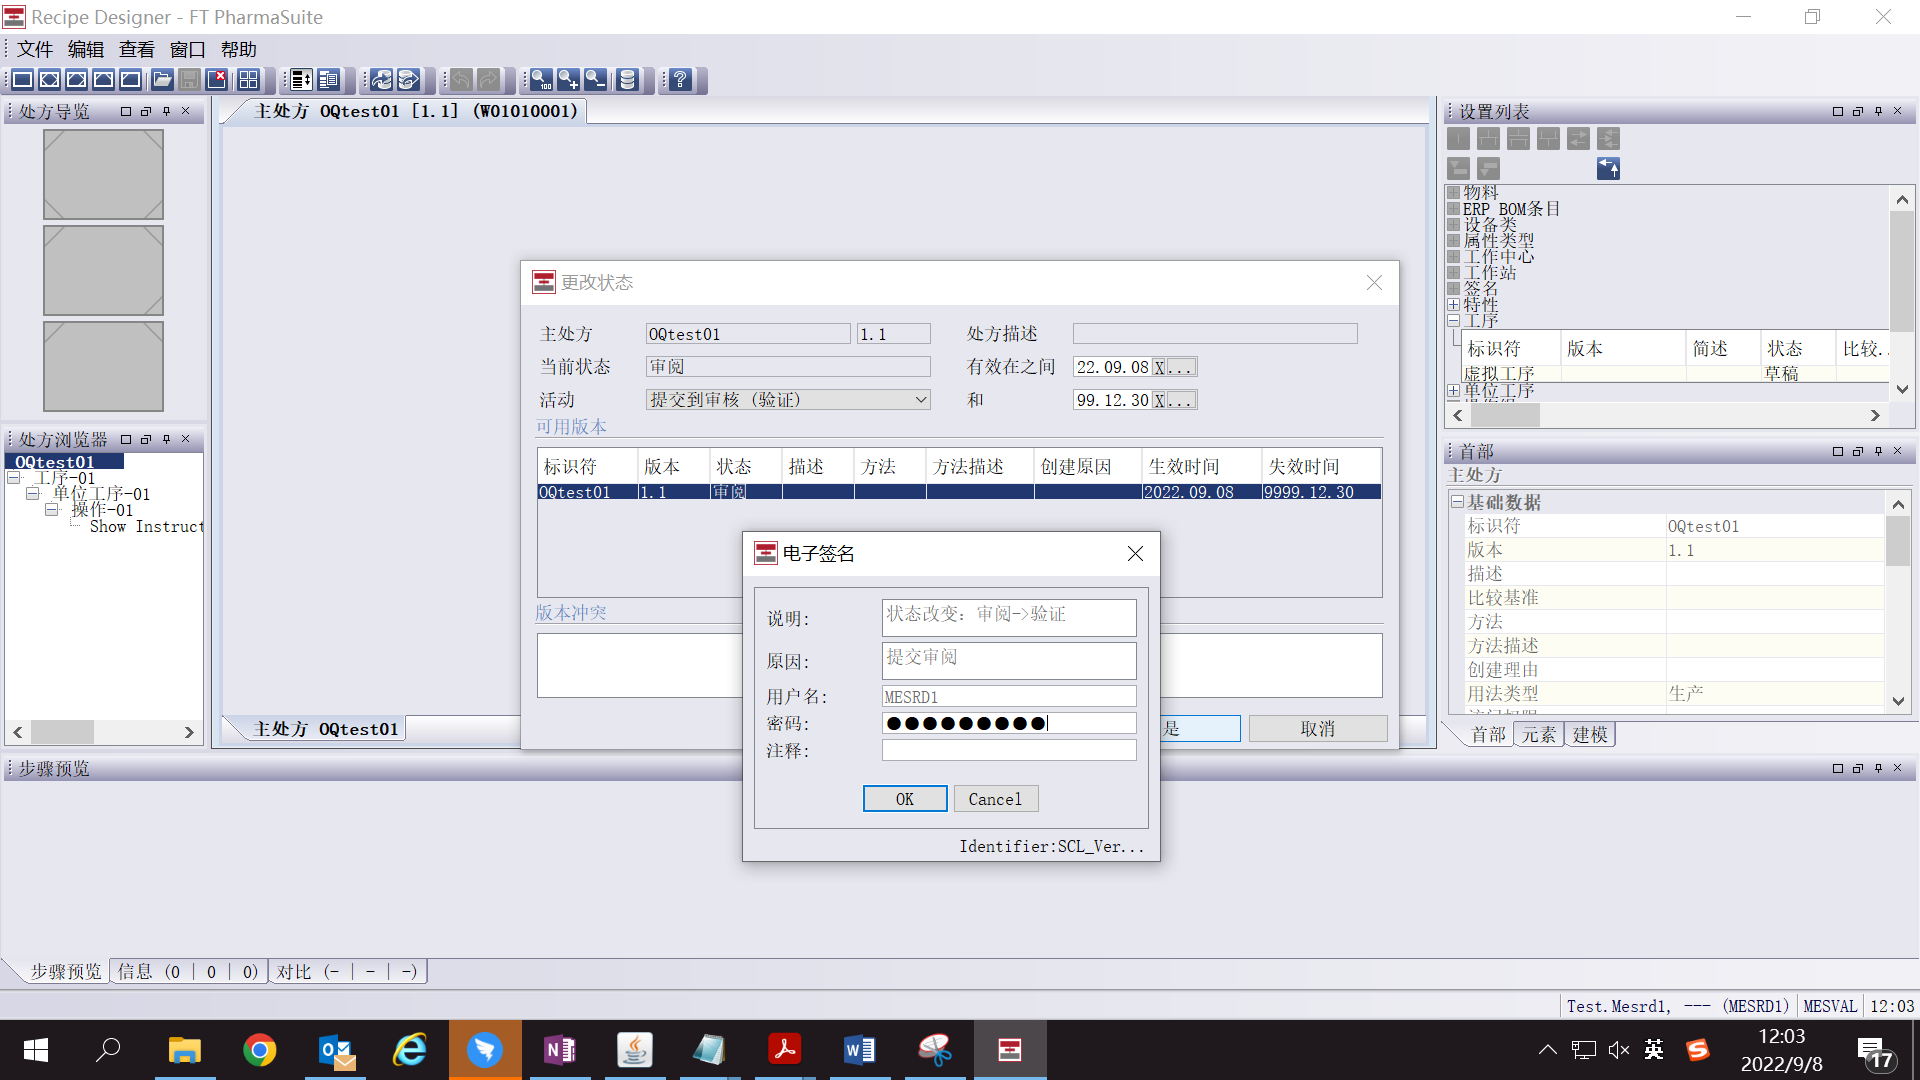 Recipe Designer - FT PharmaSuite
文件 编辑 查看 窗口 帮助
处方导览
主处方 OQtest01 [1.1] (W01010001)
设置列表
物料
ERP BOM条目
设备类
属性类型
工作中心
工作站
签名
特性
工序
标识符 版本 简述 状态 比较..
虚拟工序 草稿
单位工序
更改状态
主处方 OQtest01 1.1 处方描述
当前状态 审阅 有效在之间 22.09.08 X ...
活动 提交到审核 (验证) 和 99.12.30 X ...
可用版本
标识符 版本 状态 描述 方法 方法描述 创建原因 生效时间 失效时间
OQtest01 1.1 审阅 2022.09.08 9999.12.30
版本冲突
是 取消
电子签名
说明: 状态改变: 审阅->验证
原因: 提交审阅
用户名: MESRD1
密码: ●●●●●●●●●
注释:
OK Cancel
Identifier:SCL_Ver...
处方浏览器
OQtest01
工序-01
单位工序-01
操作-01
Show Instruct
主处方 OQtest01
首部
主处方
基础数据
标识符 OQtest01
版本 1.1
描述
比较基准
方法
方法描述
创建理由
用法类型 生产
首部 元素 建模
步骤预览
步骤预览 信息 (0 | 0 | 0) 对比 (- | - | -)
Test.Mesrd1, --- (MESRD1) MESVAL 12:03
英 12:03
2022/9/8
17